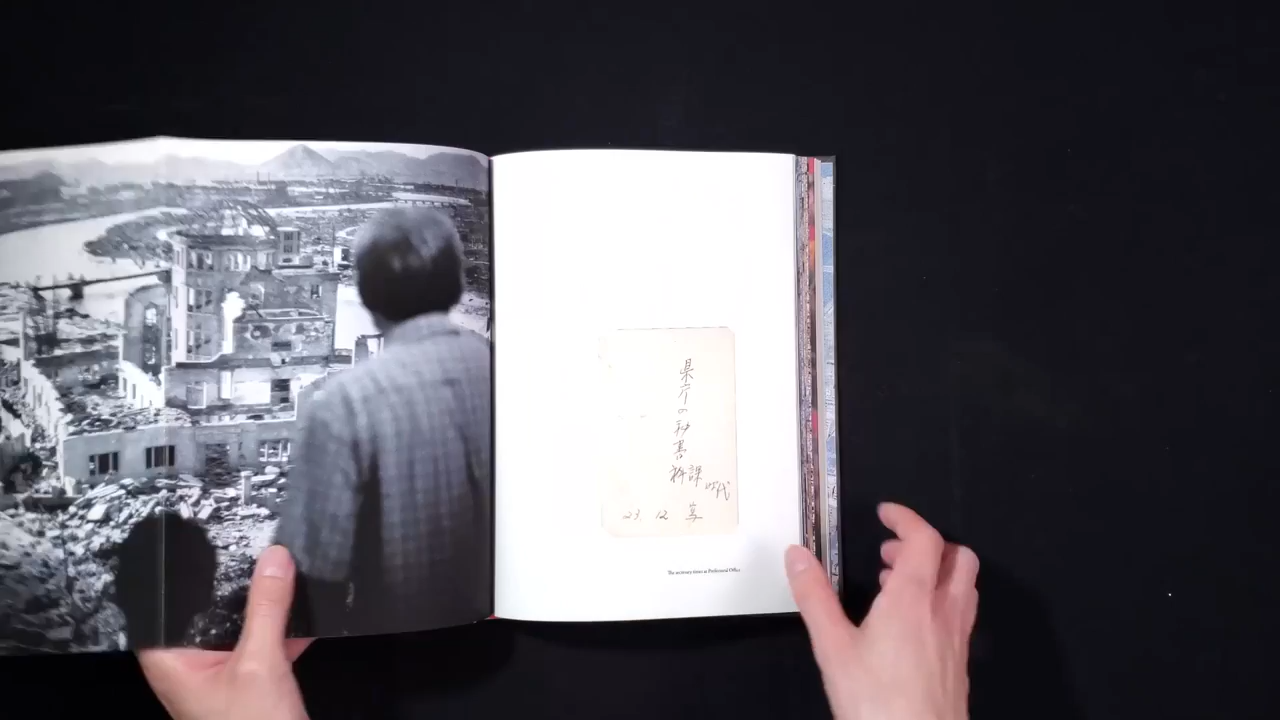 県庁の秘書
課
時代
23. 12
The secretary times at Prefectural Office